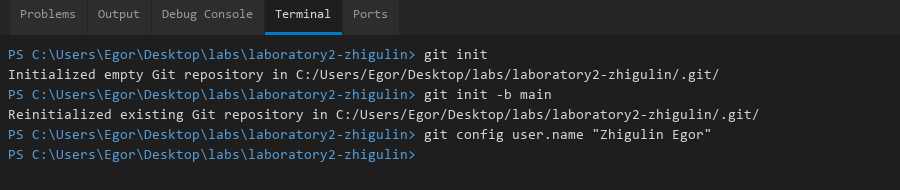 Problems Output Debug Console Terminal Ports
PS C:\Users\Egor\Desktop\labs\laboratory2-zhigulin> git init
Initialized empty Git repository in C:/Users/Egor/Desktop/labs/laboratory2-zhigulin/.git/
PS C:\Users\Egor\Desktop\labs\laboratory2-zhigulin> git init -b main
Reinitialized existing Git repository in C:/Users/Egor/Desktop/labs/laboratory2-zhigulin/.git/
PS C:\Users\Egor\Desktop\labs\laboratory2-zhigulin> git config user.name "Zhigulin Egor"
PS C:\Users\Egor\Desktop\labs\laboratory2-zhigulin>